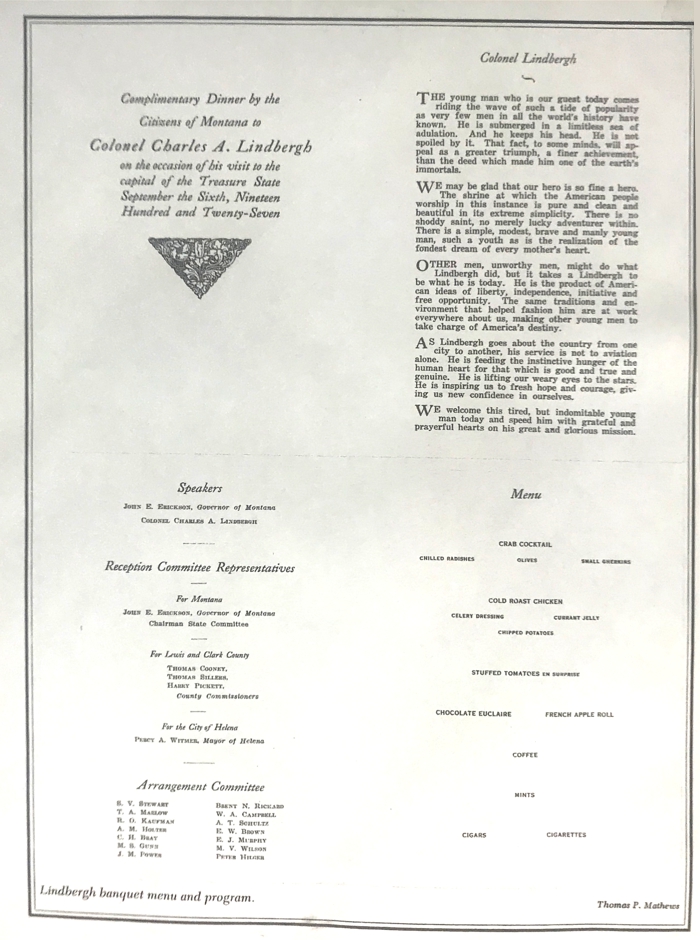 Complimentary Dinner by the
Citizens of Montana to
Colonel Charles A. Lindbergh
on the occasion of his visit to the
capital of the Treasure State
September the Sixth, Nineteen
Hundred and Twenty-Seven
Colonel Lindbergh
THE young man who is our guest today comes
riding the wave of such a tide of popularity
as very few men in all the world's history have
known. He is submerged in a limitless sea of
adulation. And he keeps his head. He is not
spoiled by it. That fact, to some minds, will ap-
peal as a greater triumph, a finer achievement,
than the deed which made him one of the earth's
immortals.
WE may be glad that our hero is so fine a hero.
The shrine at which the American people
worship in this instance is pure and clean and
beautiful in its extreme simplicity. There is no
shoddy saint, no merely lucky adventurer within.
There is a simple, modest, brave and manly young
man, such a youth as is the realization of the
fondest dream of every mother's heart.
OTHER men, unworthy men, might do what
Lindbergh did, but it takes a Lindbergh to
be what he is today. He is the product of Ameri-
can ideas of liberty, independence, initiative and
free opportunity. The same traditions and en-
vironment that helped fashion him are at work
everywhere about us, making other young men to
take charge of America's destiny.
AS Lindbergh goes about the country from one
city to another, his service is not to aviation
alone. He is feeding the instinctive hunger of the
human heart for that which is good and true and
genuine. He is lifting our weary eyes to the stars.
He is inspiring us to fresh hope and courage, giv-
ing us new confidence in ourselves.
WE welcome this tired, but indomitable young
man today and speed him with grateful and
prayerful hearts on his great and glorious mission.
Speakers
JOHN E. ERICKSON, Governor of Montana
COLONEL CHARLES A. LINDBERGH
Reception Committee Representatives
For Montana
JOHN E. ERICKSON, Governor of Montana
Chairman State Committee
For Lewis and Clark County
THOMAS COONEY,
THOMAS BILLERS,
HARRY PICKETT,
County Commissioners
For the City of Helena
PERCY A. WITMER, Mayor of Helena
Arrangement Committee
S. V. STEWART
T. A. MARLOW
R. O. KAUFMAN
A. M. HOLTER
C. H. BRAY
M. S. GUNN
J. M. POWER
BRENT N. RICKARD
W. A. CAMPBELL
A. T. SCHULTZ
E. W. BROWN
E. J. MURPHY
M. V. WILSON
PETER HILGER
Menu
CRAB COCKTAIL
CHILLED RADISHES OLIVES SMALL GHERKINS
COLD ROAST CHICKEN
CELERY DRESSING CURRANT JELLY
CHIPPED POTATOES
STUFFED TOMATOES EN SURPRISE
CHOCOLATE EUCLAIRE FRENCH APPLE ROLL
COFFEE
MINTS
CIGARS CIGARETTES
Lindbergh banquet menu and program.
Thomas P. Mathews